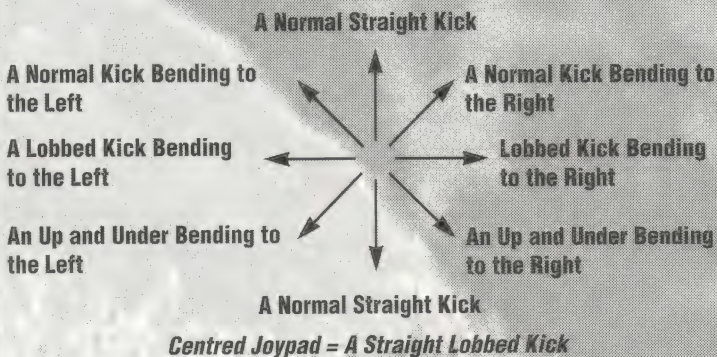 A Normal Straight Kick
A Normal Kick Bending to
the Left
A Normal Kick Bending to
the Right
A Lobbed Kick Bending
to the Left
Lobbed Kick Bending
to the Right
An Up and Under Bending to
the Left
An Up and Under Bending
to the Right
A Normal Straight Kick
Centred Joypad = A Straight Lobbed Kick